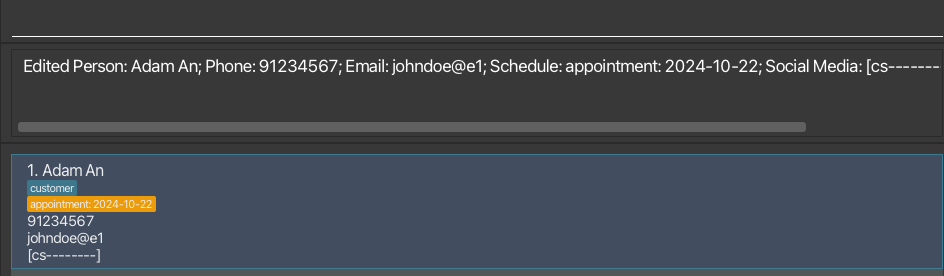 Edited Person: Adam An; Phone: 91234567; Email: johndoe@e1; Schedule: appointment: 2024-10-22; Social Media: [cs-------
1. Adam An
customer
appointment: 2024-10-22
91234567
johndoe@e1
[cs--------]